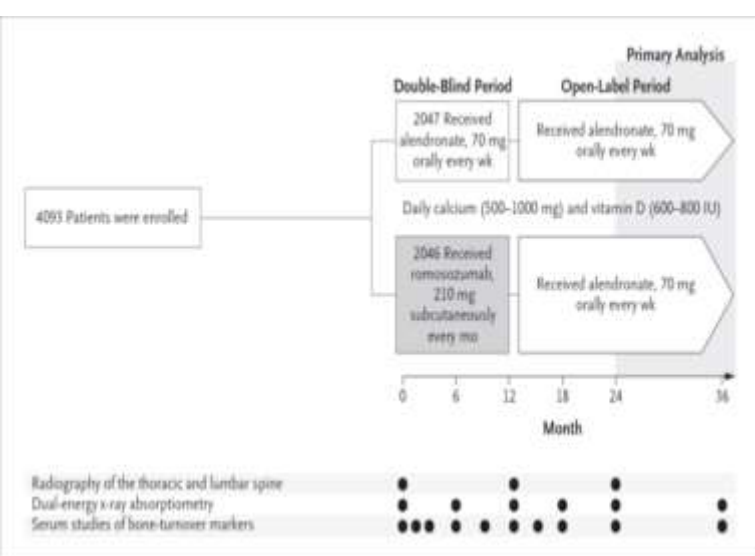 Primary Analysis
Double-Blind Period
Open-Label Period
2047 Received
alendronate, 70 mg
orally every wk
Received alendronate, 70 mg
orally every wk
4093 Patients were enrolled
Daily calcium (500–1000 mg) and vitamin D (600–800 IU)
2046 Received
romosozumab,
210 mg
subcutaneously
every mo
Received alendronate, 70 mg
orally every wk
0 6 12 18 24 36
Month
Radiography of the thoracic and lumbar spine
Dual-energy x-ray absorptiometry
Serum studies of bone-turnover markers